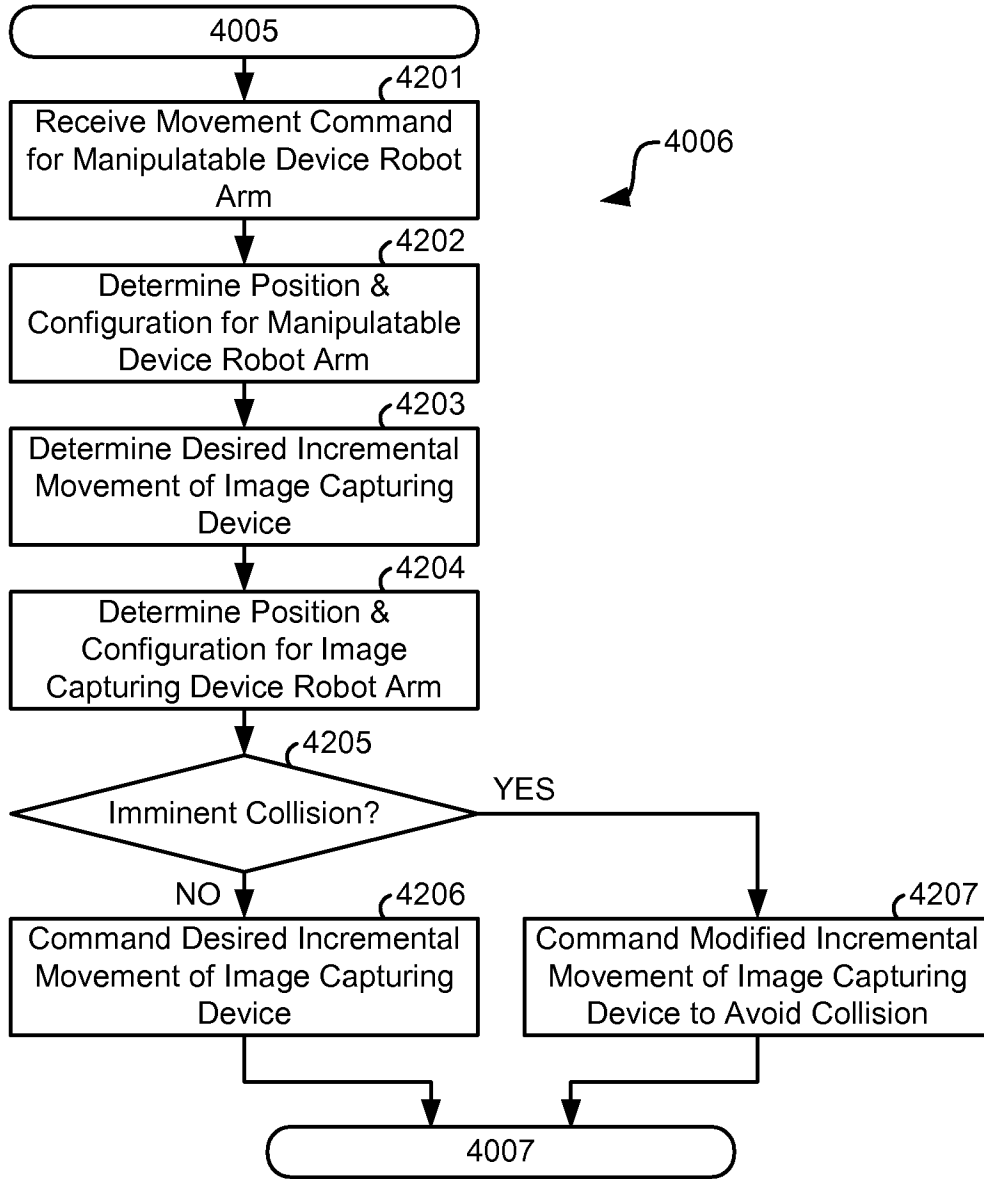 4005
4201
Receive Movement Command
for Manipulatable Device Robot
Arm
4006
4202
Determine Position &
Configuration for Manipulatable
Device Robot Arm
4203
Determine Desired Incremental
Movement of Image Capturing
Device
4204
Determine Position &
Configuration for Image
Capturing Device Robot Arm
4205
Imminent Collision?
YES
NO
4206
Command Desired Incremental
Movement of Image Capturing
Device
4207
Command Modified Incremental
Movement of Image Capturing
Device to Avoid Collision
4007